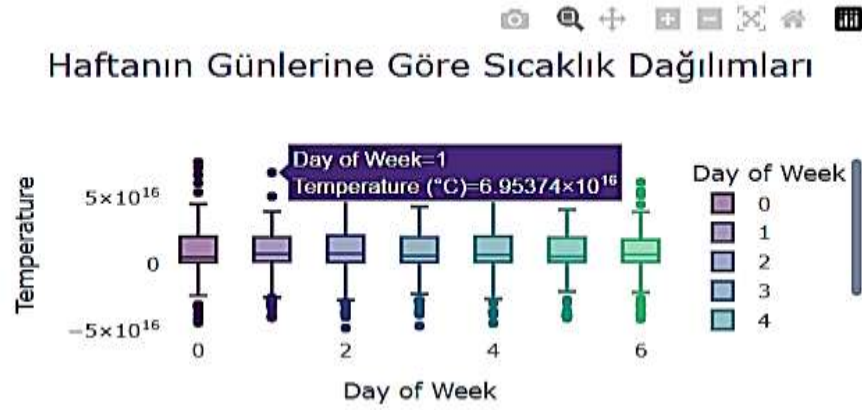 Haftanın Günlerine Göre Sıcaklık Dağılımları
Day of Week=1
Temperature (°C)=6.95374×10¹⁶
Temperature
5×10¹⁶
0
−5×10¹⁶
0
2
4
6
Day of Week
Day of Week
0
1
2
3
4